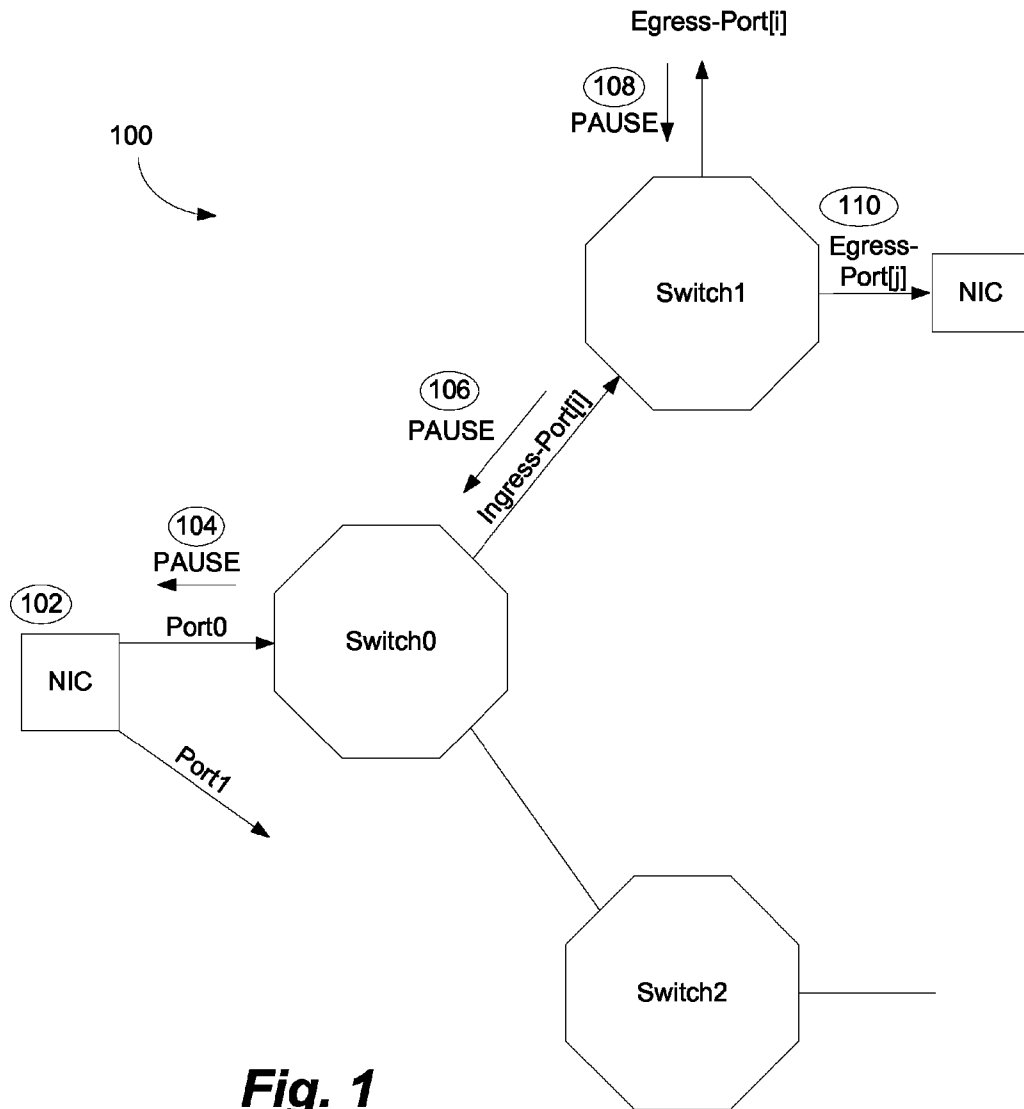 Egress-Port[i]
108
PAUSE
100
110
Egress-
Port[j]
Switch1
NIC
106
PAUSE
Ingress-Port[i]
104
PAUSE
102
Port0
Switch0
NIC
Port1
Switch2
Fig. 1